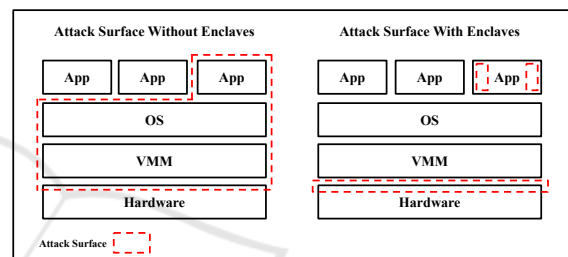 Attack Surface Without Enclaves
App App App
OS
VMM
Hardware
Attack Surface
Attack Surface With Enclaves
App App App
OS
VMM
Hardware